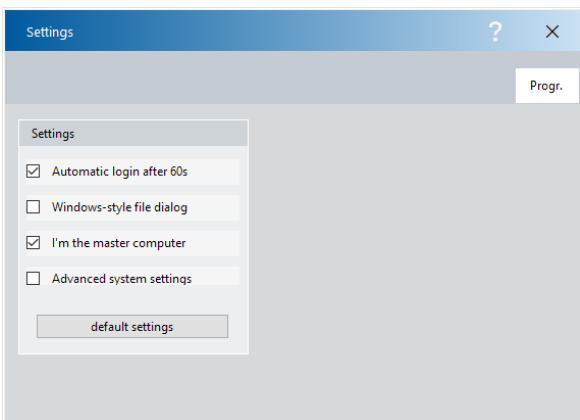 Settings
?
Progr.
Settings
Automatic login after 60s
Windows-style file dialog
I'm the master computer
Advanced system settings
default settings